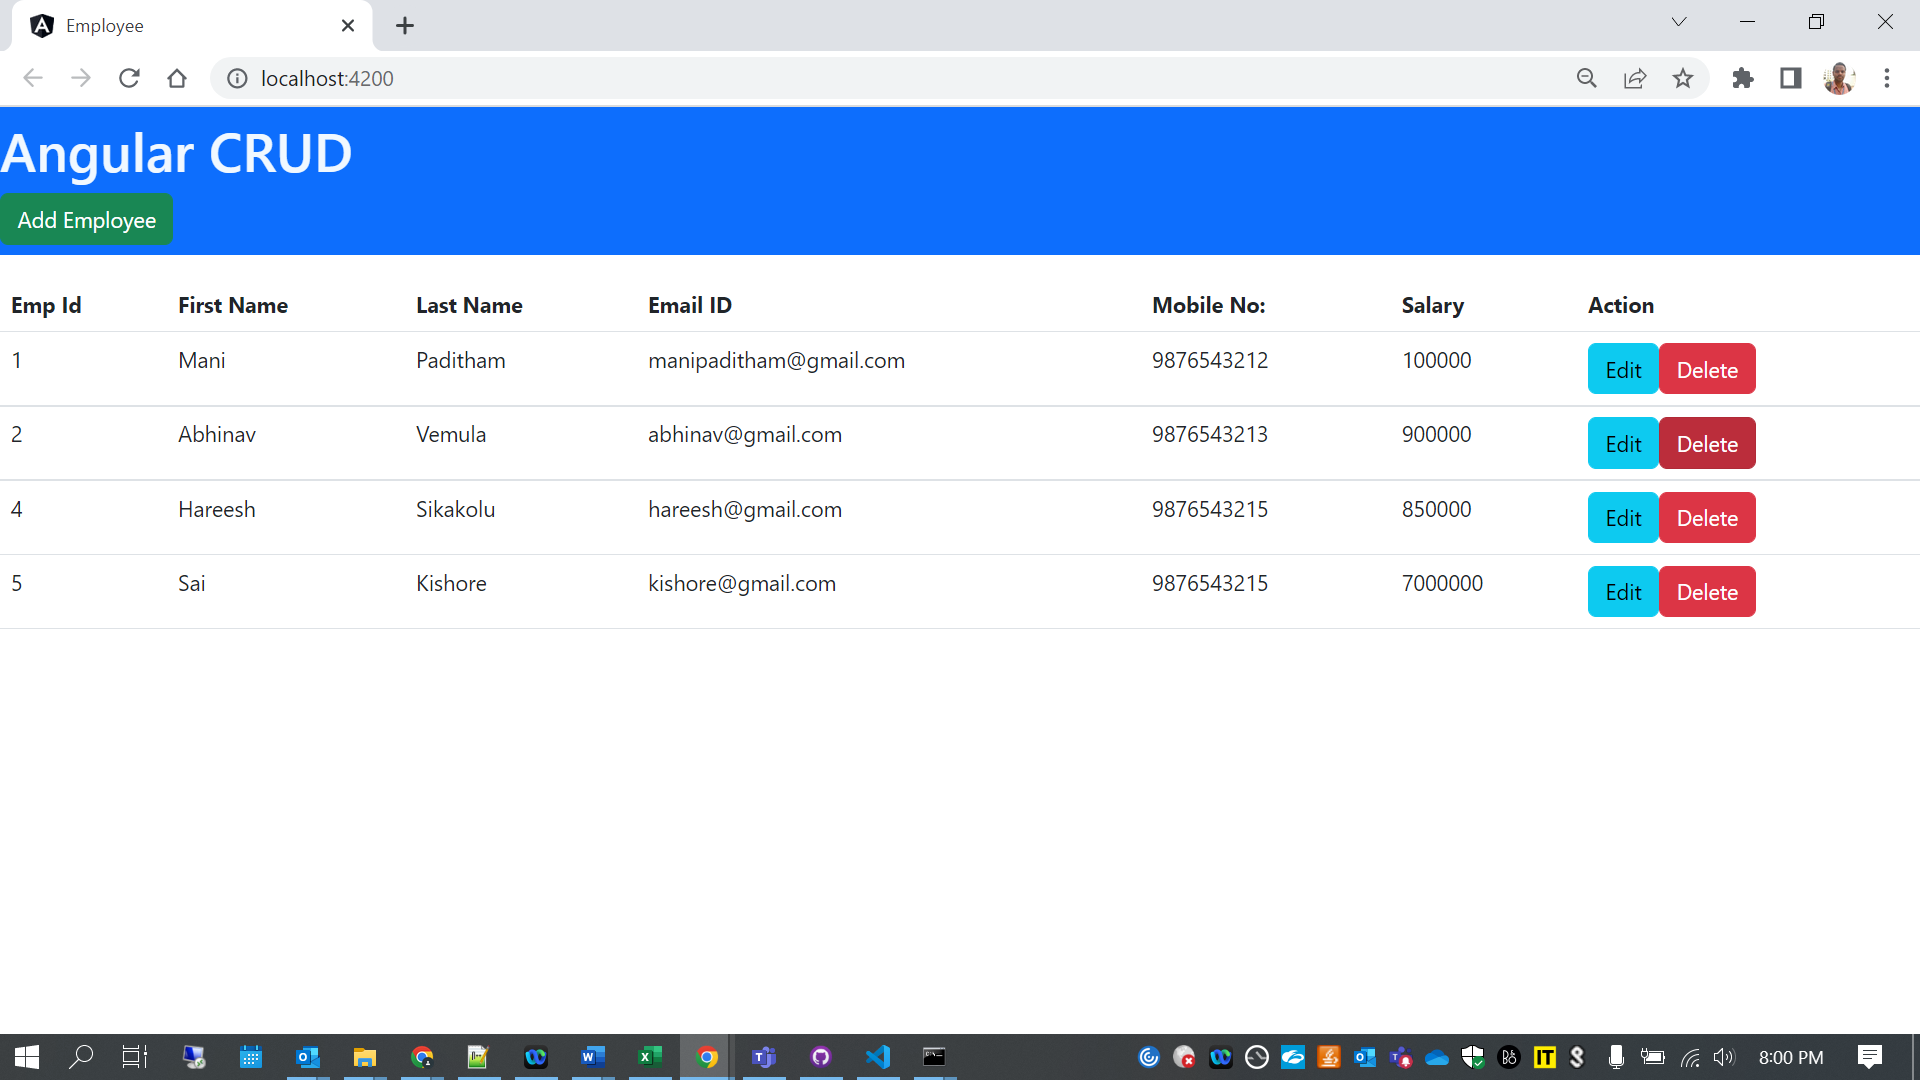 Employee
localhost:4200
Angular CRUD
Add Employee
Emp Id First Name Last Name Email ID Mobile No: Salary Action
1 Mani Paditham manipaditham@gmail.com 9876543212 100000 Edit Delete
2 Abhinav Vemula abhinav@gmail.com 9876543213 900000 Edit Delete
4 Hareesh Sikakolu hareesh@gmail.com 9876543215 850000 Edit Delete
5 Sai Kishore kishore@gmail.com 9876543215 7000000 Edit Delete
8:00 PM